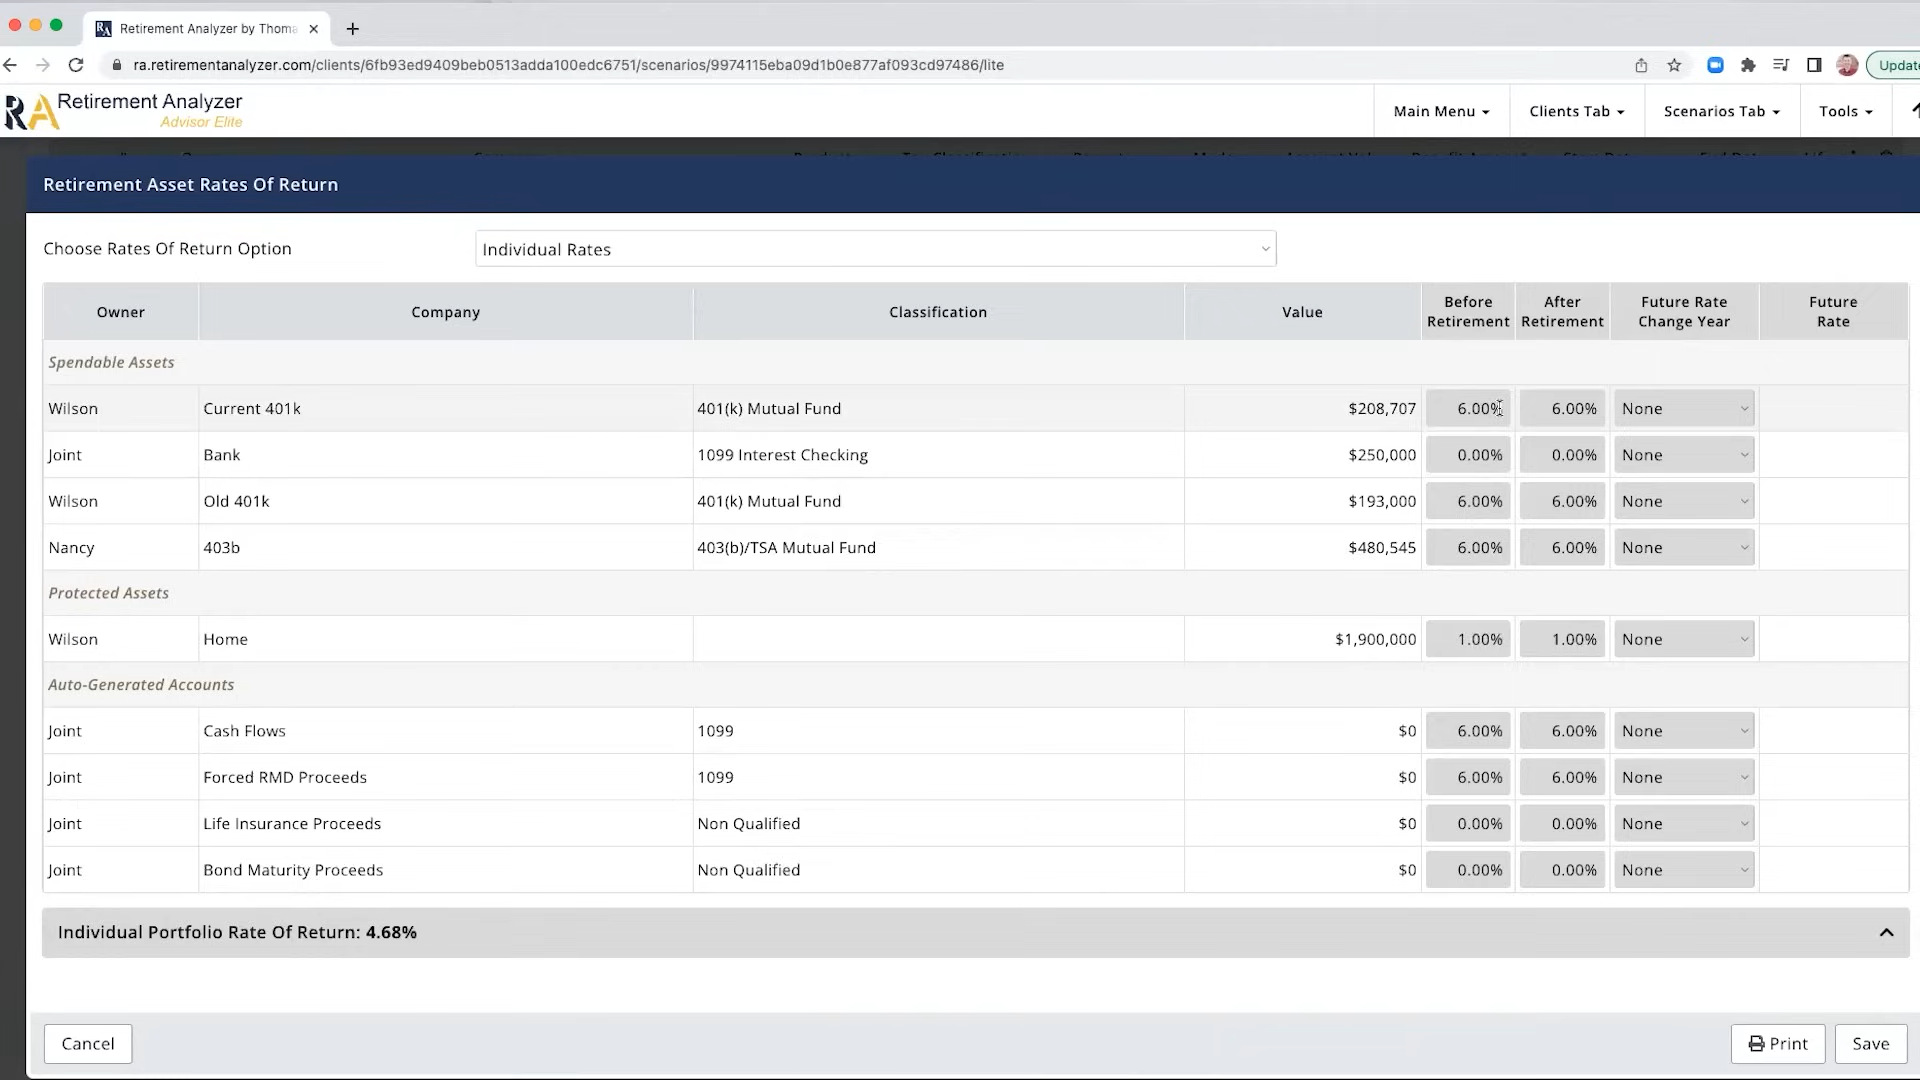 Retirement Analyzer by Thoma
ra.retirementanalyzer.com/clients/6fb93ed9409beb0513adda100edc6751/scenarios/9974115eba09d1b0e877af093cd97486/lite
Update
RA Retirement Analyzer
Advisor Elite
Main Menu Clients Tab Scenarios Tab Tools
Retirement Asset Rates Of Return
Choose Rates Of Return Option Individual Rates
Owner Company Classification Value Before Retirement After Retirement Future Rate Change Year Future Rate
Spendable Assets
Wilson Current 401k 401(k) Mutual Fund $208,707 6.00% 6.00% None
Joint Bank 1099 Interest Checking $250,000 0.00% 0.00% None
Wilson Old 401k 401(k) Mutual Fund $193,000 6.00% 6.00% None
Nancy 403b 403(b)/TSA Mutual Fund $480,545 6.00% 6.00% None
Protected Assets
Wilson Home $1,900,000 1.00% 1.00% None
Auto-Generated Accounts
Joint Cash Flows 1099 $0 6.00% 6.00% None
Joint Forced RMD Proceeds 1099 $0 6.00% 6.00% None
Joint Life Insurance Proceeds Non Qualified $0 0.00% 0.00% None
Joint Bond Maturity Proceeds Non Qualified $0 0.00% 0.00% None
Individual Portfolio Rate Of Return: 4.68%
Cancel Print Save